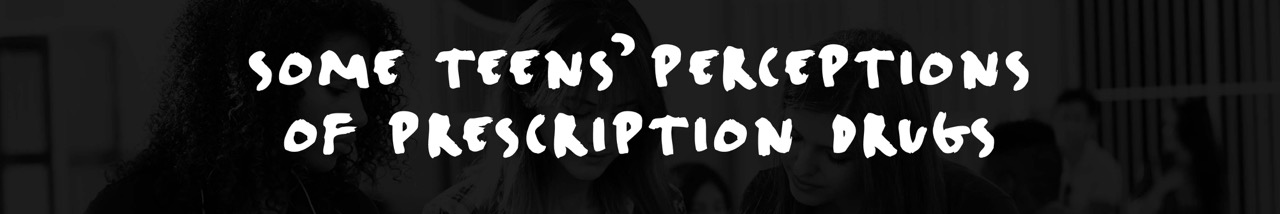 SOME TEENS' PERCEPTIONS
OF PRESCRIPTION DRUGS